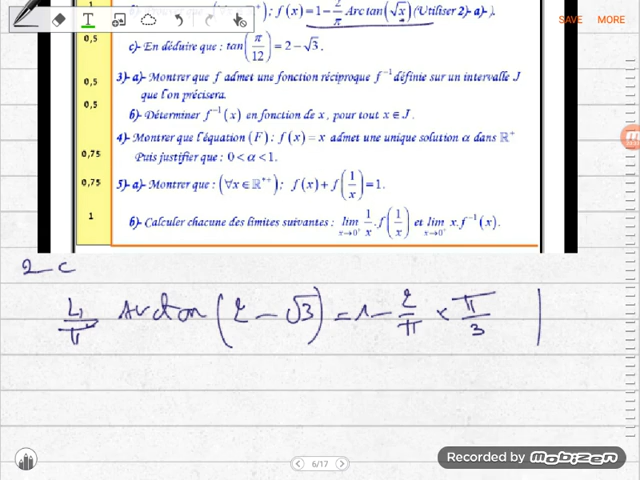 f(x) = 1 − 2/π Arc tan(√x) (Utiliser 2)- a)- ).
0,5 c)- En déduire que : tan(π/12) = 2 − √3.
0,5 3)- a)- Montrer que f admet une fonction réciproque f⁻¹ définie sur un intervalle J
que l'on précisera.
0,5 b)- Déterminer f⁻¹(x) en fonction de x, pour tout x ∈ J.
4)- Montrer que l'équation (F) : f(x) = x admet une unique solution α dans ℝ⁺
0,75 Puis justifier que : 0 < α < 1.
0,75 5)- a)- Montrer que : (∀x ∈ ℝ*⁺) ; f(x) + f(1/x) = 1.
1 b)- Calculer chacune des limites suivantes : lim x→0⁺ 1/x . f(1/x) et lim x→0⁺ x.f⁻¹(x).
2 - c
4/π Arctan (2 − √3) = 1 − 2/π × π/3
6/17
SAVE MORE
Recorded by
mobizen